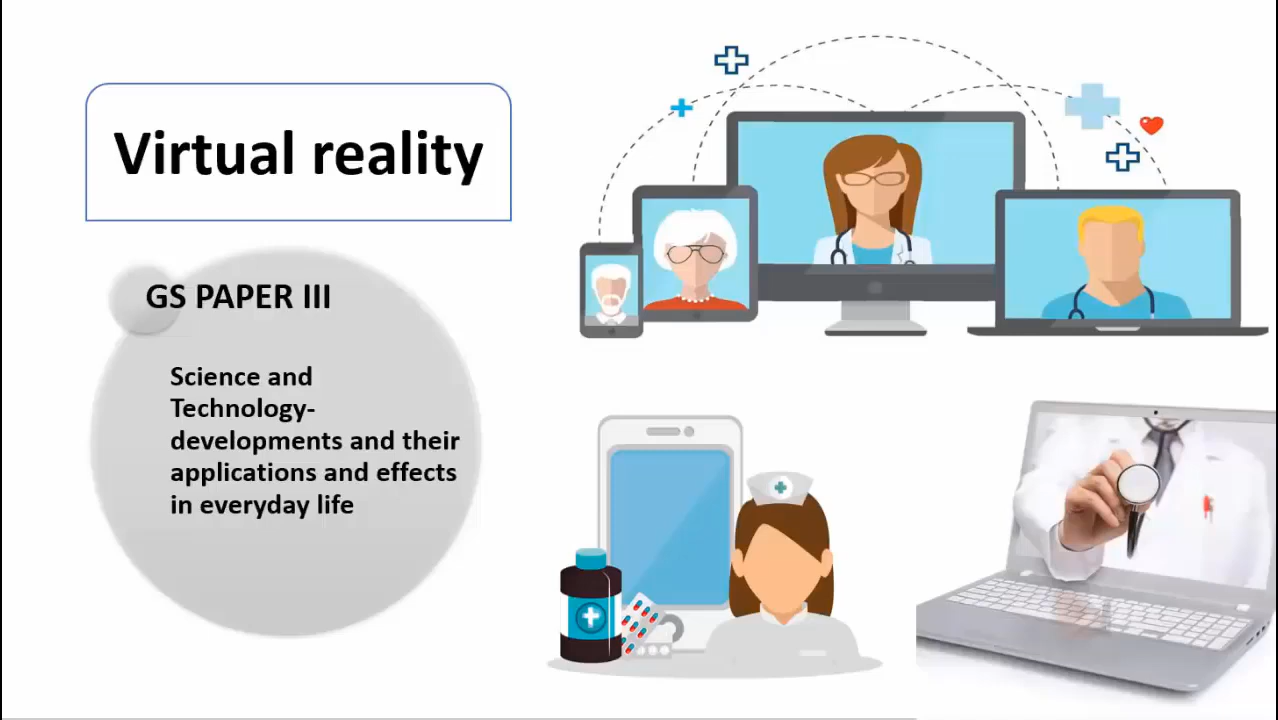 Virtual reality
GS PAPER III
Science and
Technology-
developments and their
applications and effects
in everyday life